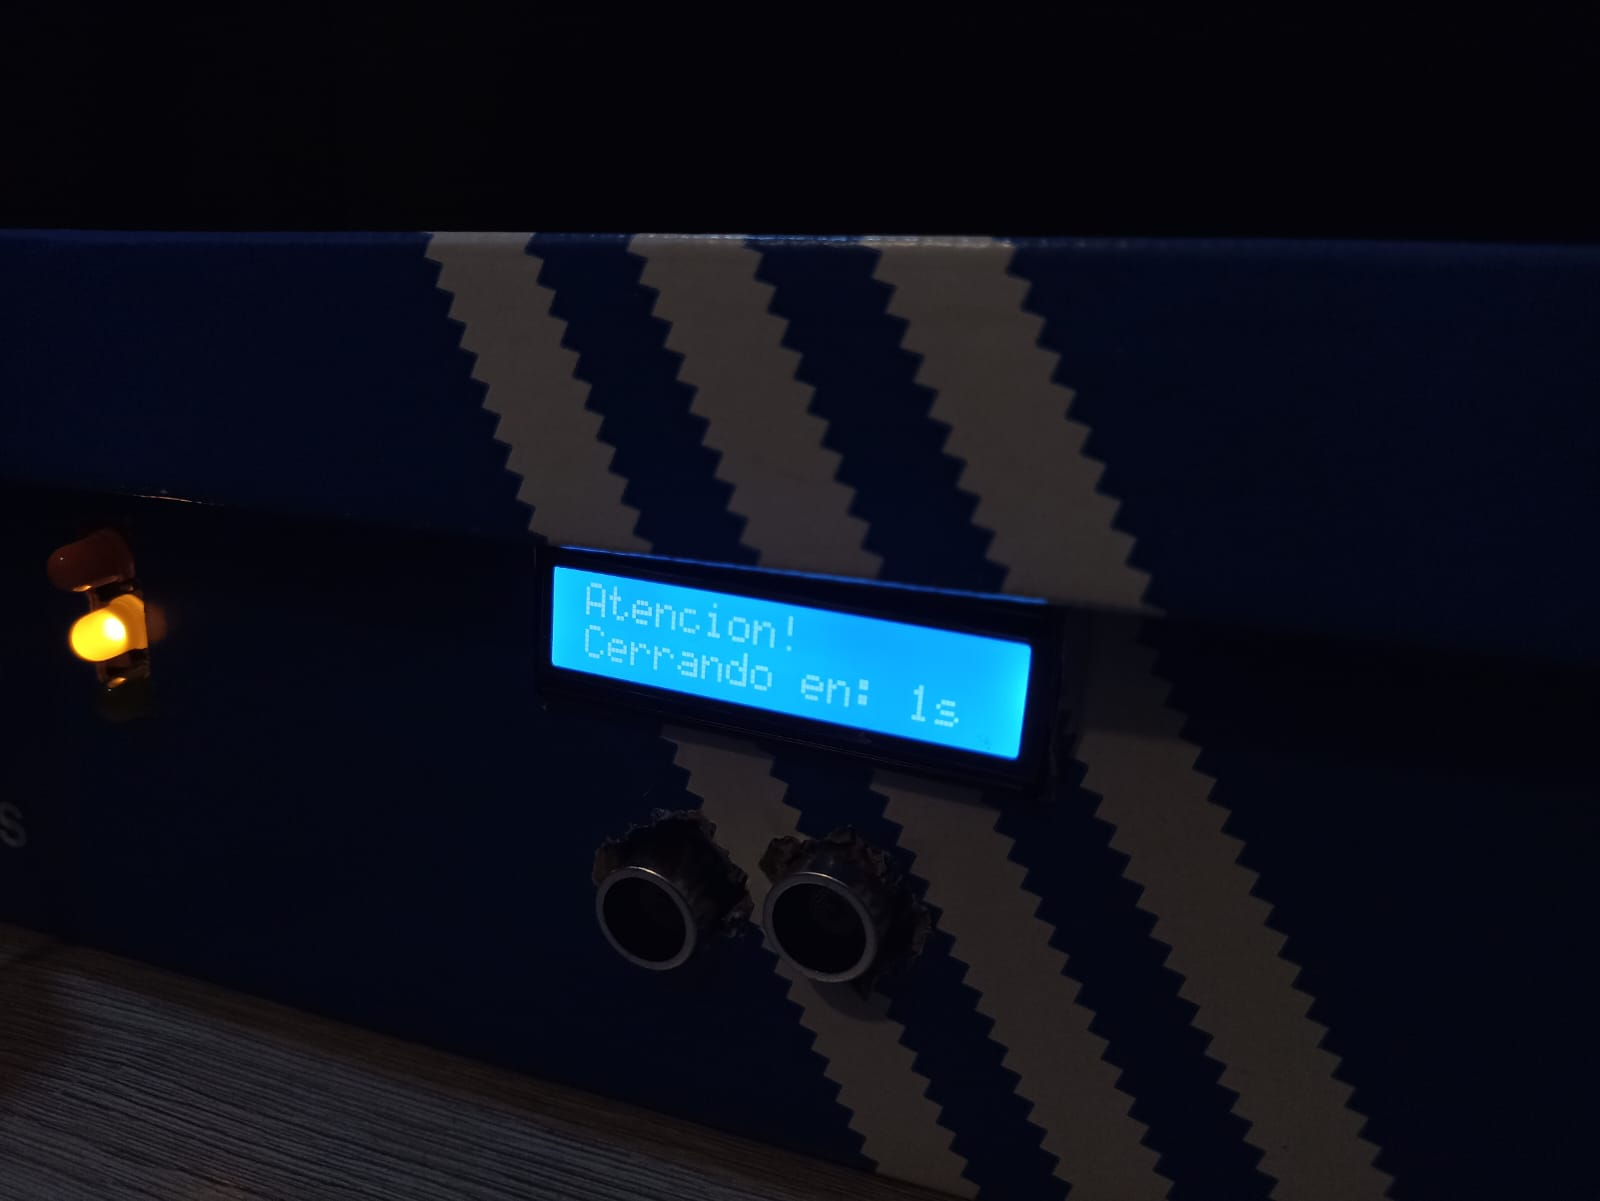 Atencion!
Cerrando en: 1s
s